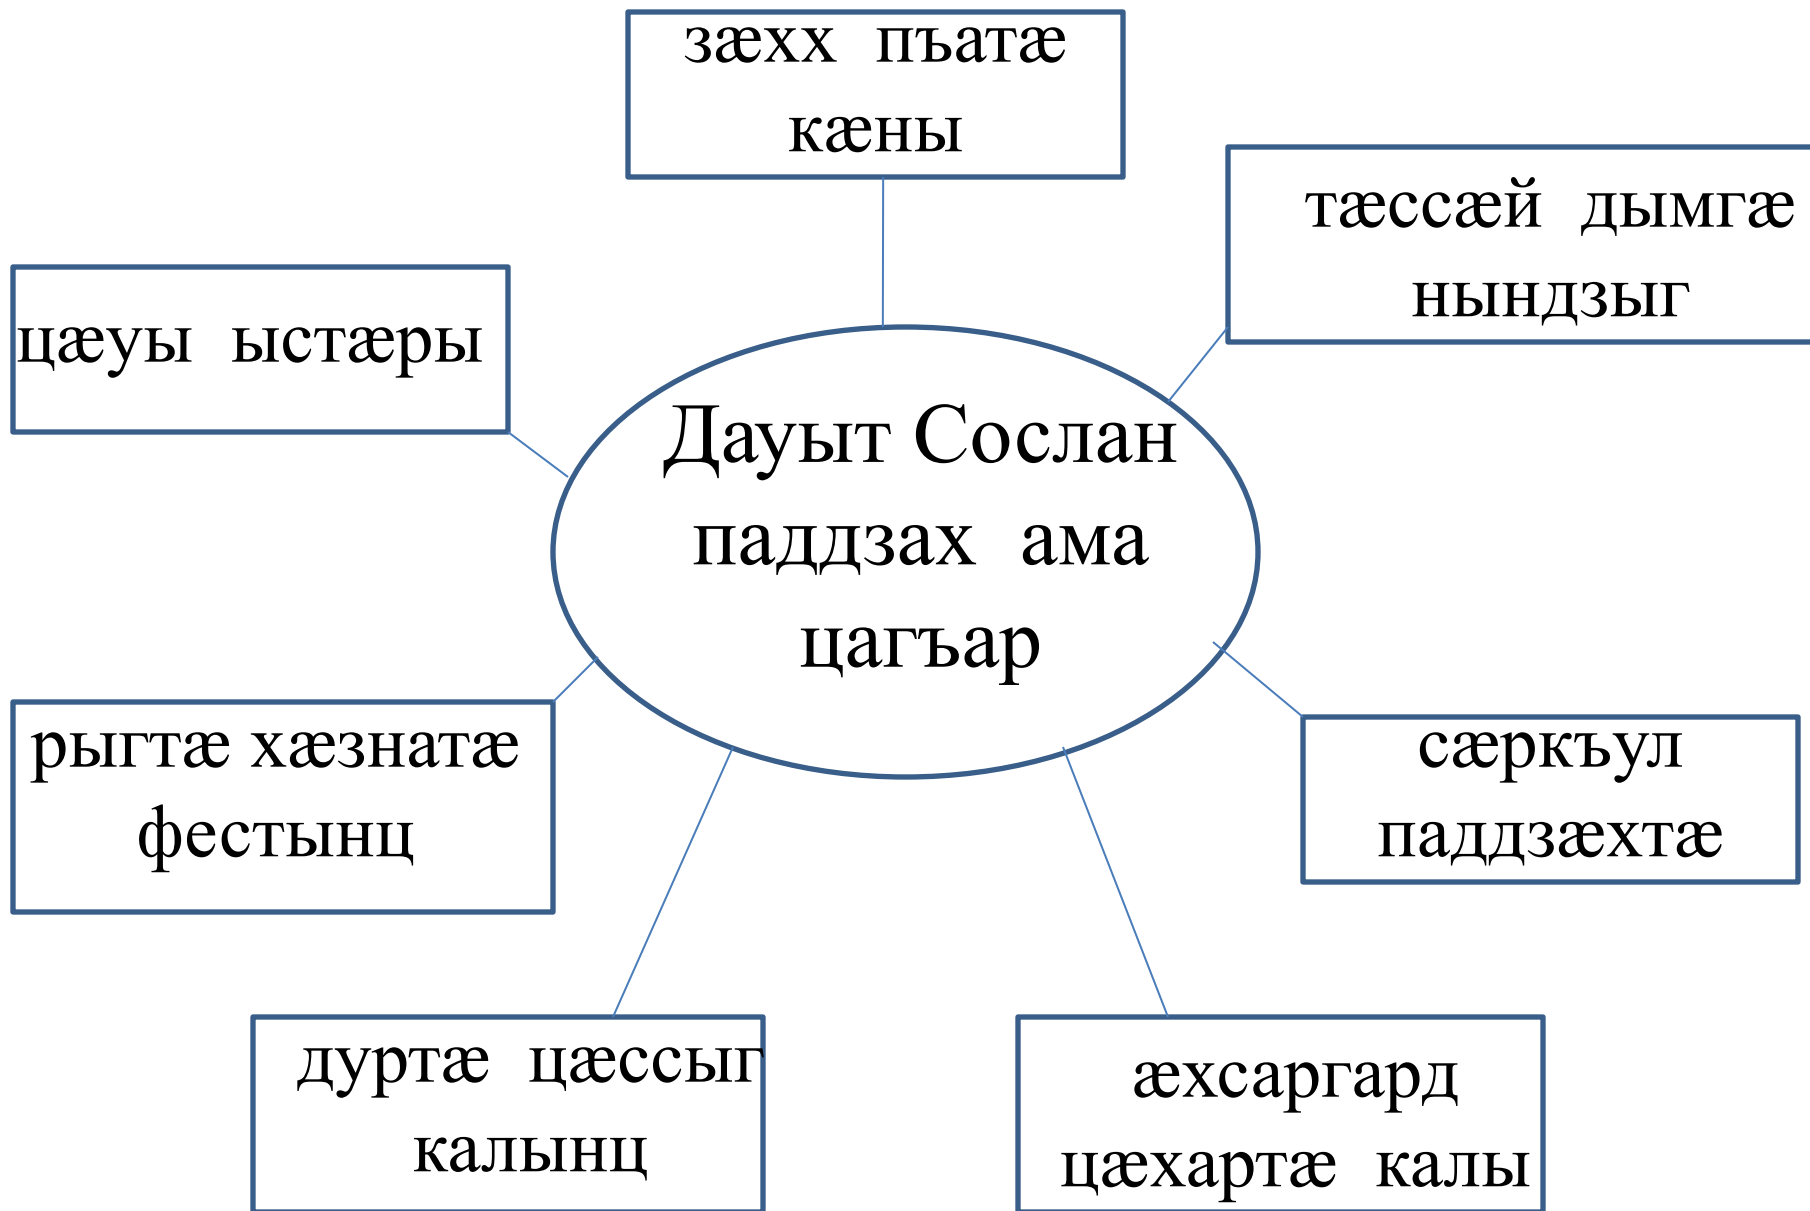 зæхх пъатæ
кæны
тæссæй дымгæ
нындзыг
цæуы ыстæры
Дауыт Сослан
паддзах ама
цагъар
рыгтæ хæзнатæ
фестынц
сæркъул
паддзæхтæ
дуртæ цæссыг
калынц
æхсаргард
цæхартæ калы